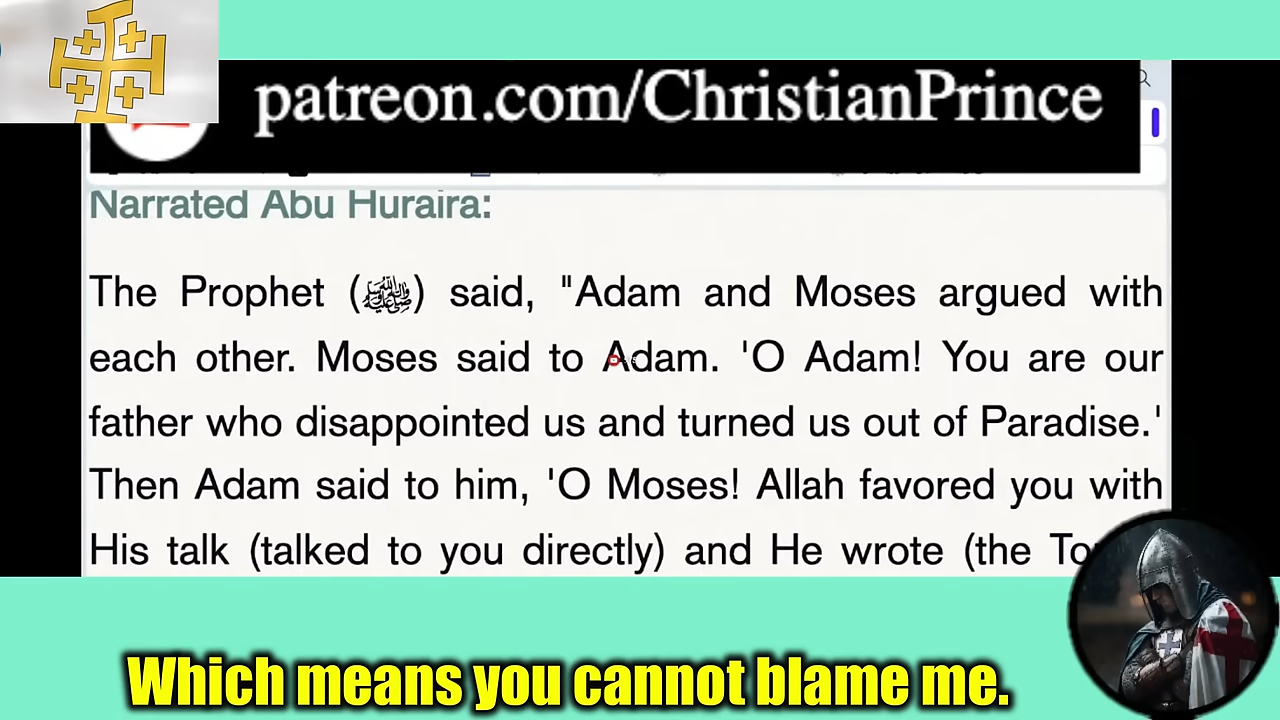 patreon.com/ChristianPrince
Narrated Abu Huraira:
The Prophet (ﷺ) said, "Adam and Moses argued with
each other. Moses said to Adam. 'O Adam! You are our
father who disappointed us and turned us out of Paradise.'
Then Adam said to him, 'O Moses! Allah favored you with
His talk (talked to you directly) and He wrote (the
Which means you cannot blame me.